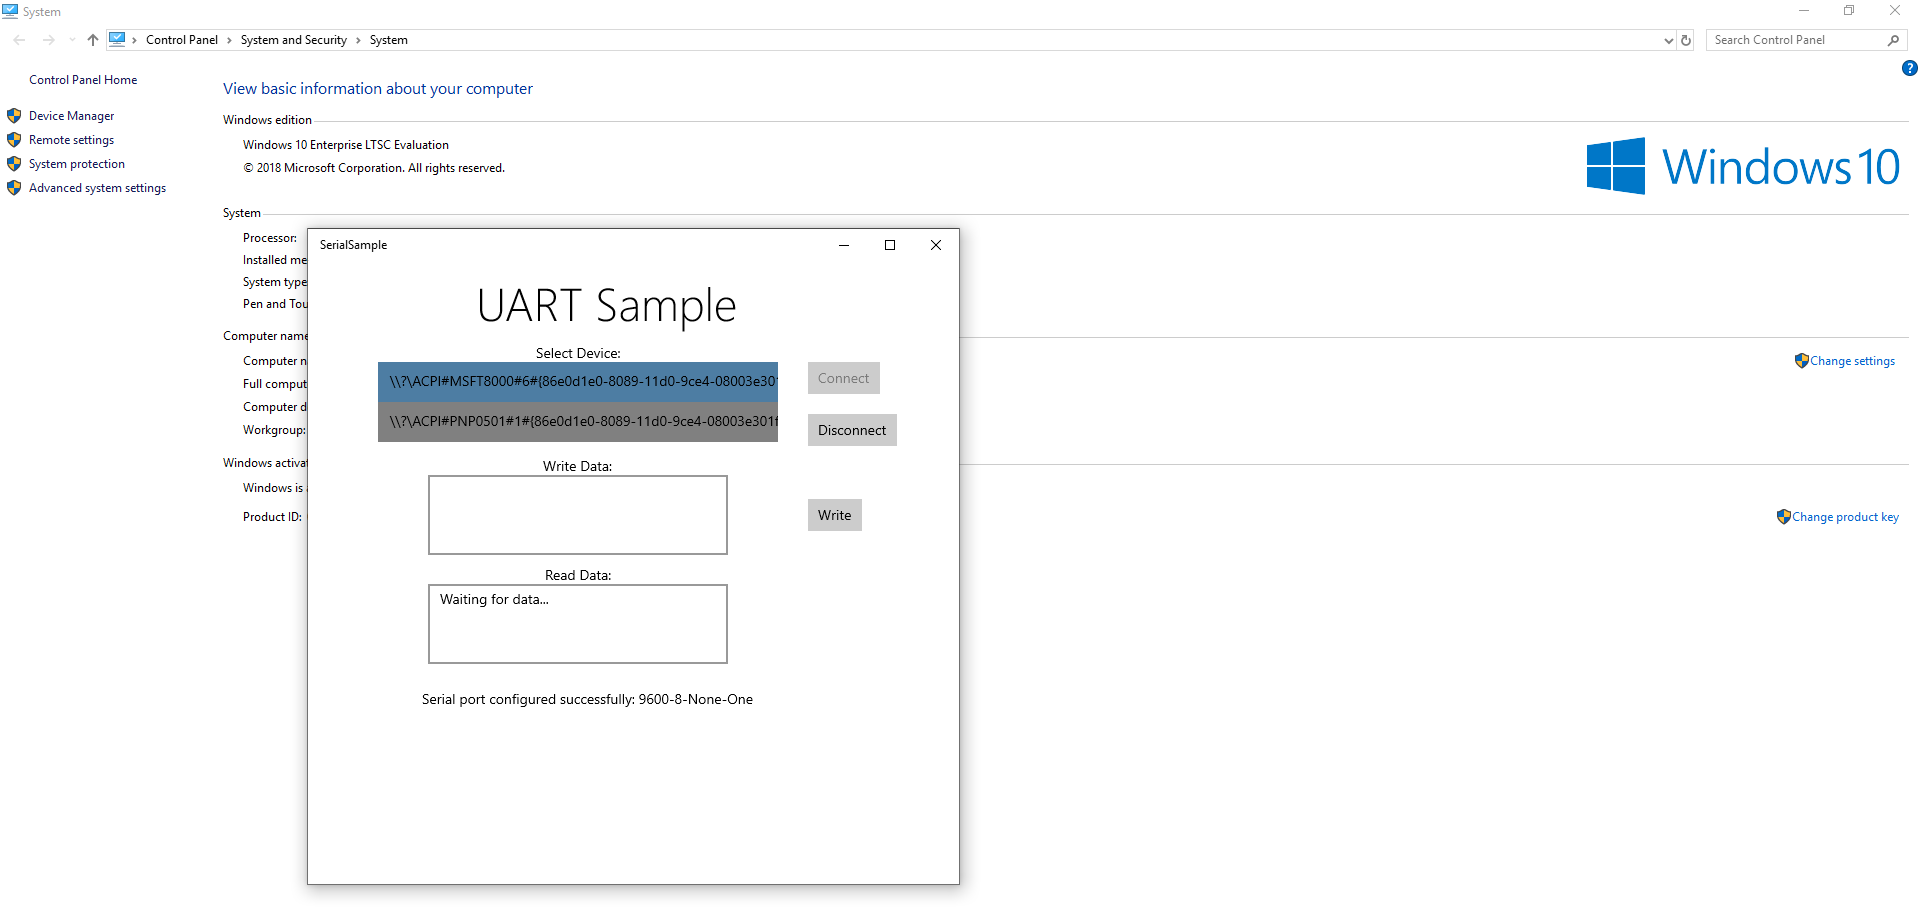 System
Control Panel > System and Security > System
Search Control Panel
Control Panel Home
Device Manager
Remote settings
System protection
Advanced system settings
View basic information about your computer
Windows edition
Windows 10 Enterprise LTSC Evaluation
© 2018 Microsoft Corporation. All rights reserved.
Windows 10
System
Processor:
Installed me
System type
Pen and Tou
Computer name
Computer n
Full comput
Computer d
Workgroup:
Change settings
Windows activat
Windows is
Product ID:
Change product key
SerialSample
UART Sample
Select Device:
\\?\ACPI#MSFT8000#6#{86e0d1e0-8089-11d0-9ce4-08003e301
\\?\ACPI#PNP0501#1#{86e0d1e0-8089-11d0-9ce4-08003e301f
Connect
Disconnect
Write Data:
Write
Read Data:
Waiting for data...
Serial port configured successfully: 9600-8-None-One